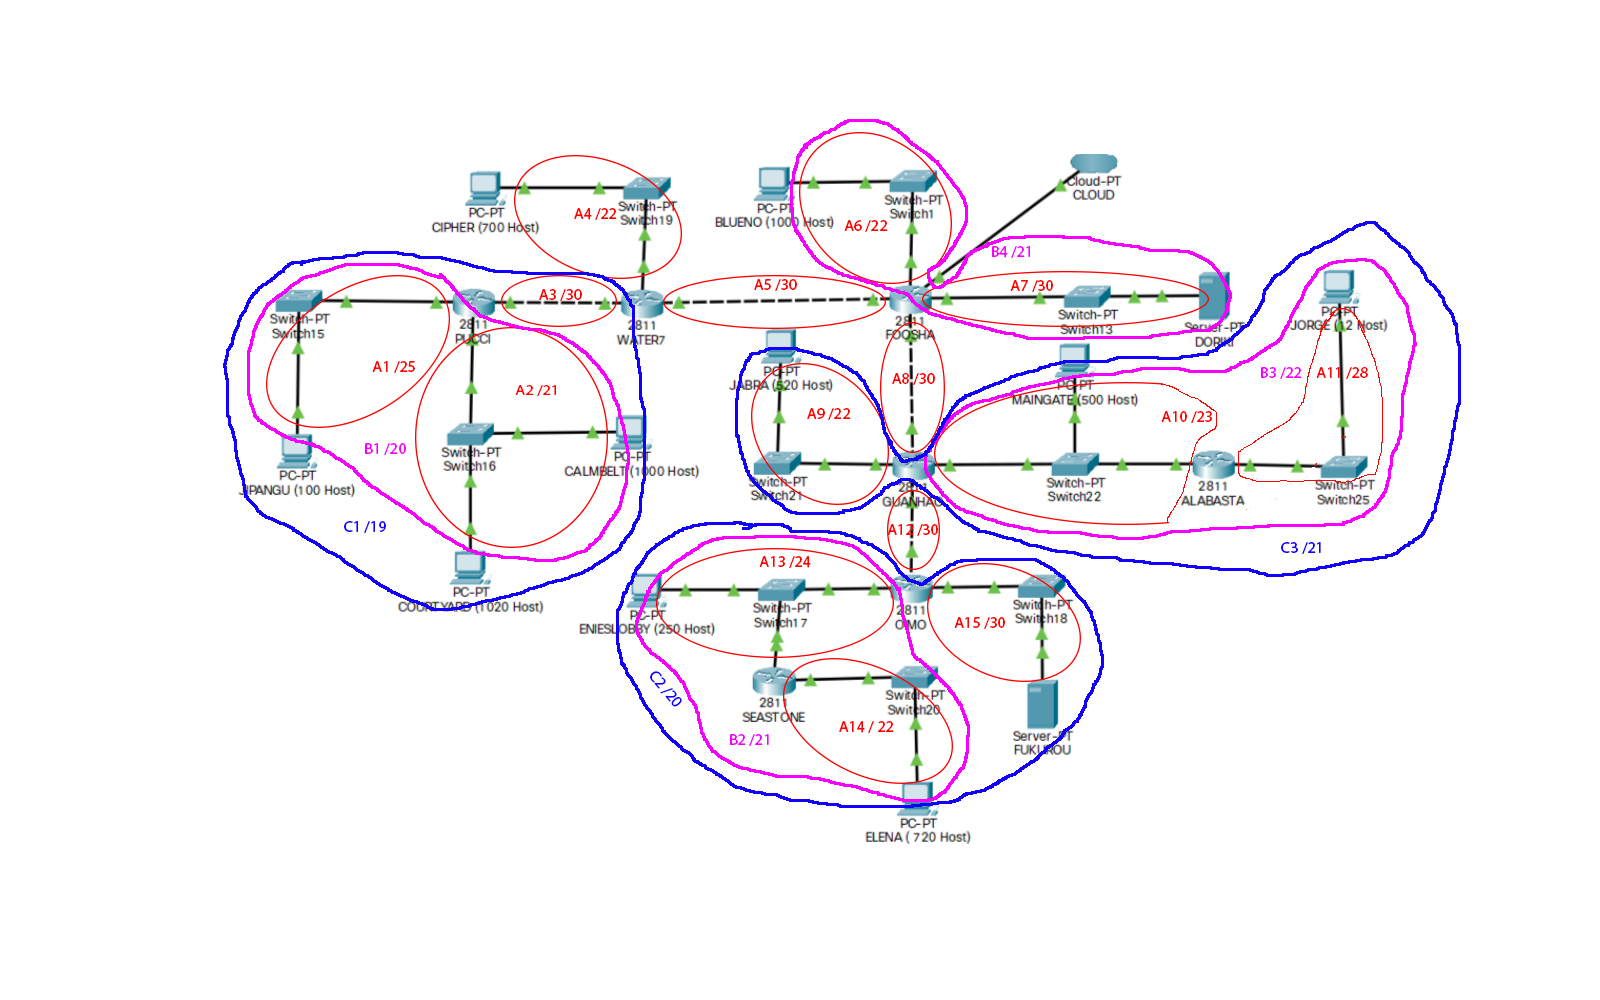 Cloud-PT
CLOUD
PC-PT
CIPHER (700 Host)
A4 /22
Switch-PT
Switch19
PC-PT
BLUENO (1000 Host)
A6 /22
Switch-PT
Switch1
B4 /21
A3 /30
A5 /30
A7 /30
Switch-PT
Switch15
2811
PUCCI
2811
WATER7
2811
FOOSHA
Switch-PT
Switch13
Server-PT
DORIKI
PC-PT
JORGE (12 Host)
A1 /25
A2 /21
PC-PT
JABRA (520 Host)
A8 /30
PC-PT
MAINGATE (500 Host)
B3 /22
A11 /28
A9 /22
A10 /23
B1 /20
Switch-PT
Switch16
PC-PT
CALMBELT (1000 Host)
PC-PT
JIPANGU (100 Host)
Switch-PT
Switch21
2811
GUANHAO
Switch-PT
Switch22
2811
ALABASTA
Switch-PT
Switch25
C1 /19
A12 /30
C3 /21
PC-PT
COURTYARD (1020 Host)
A13 /24
Switch-PT
Switch17
PC-PT
ENIESLOBBY (250 Host)
2811
OIMO
A15 /30
Switch-PT
Switch18
C2 /20
2811
SEASTONE
Switch-PT
Switch20
B2 /21
A14 / 22
Server-PT
FUKUROU
PC-PT
ELENA ( 720 Host)